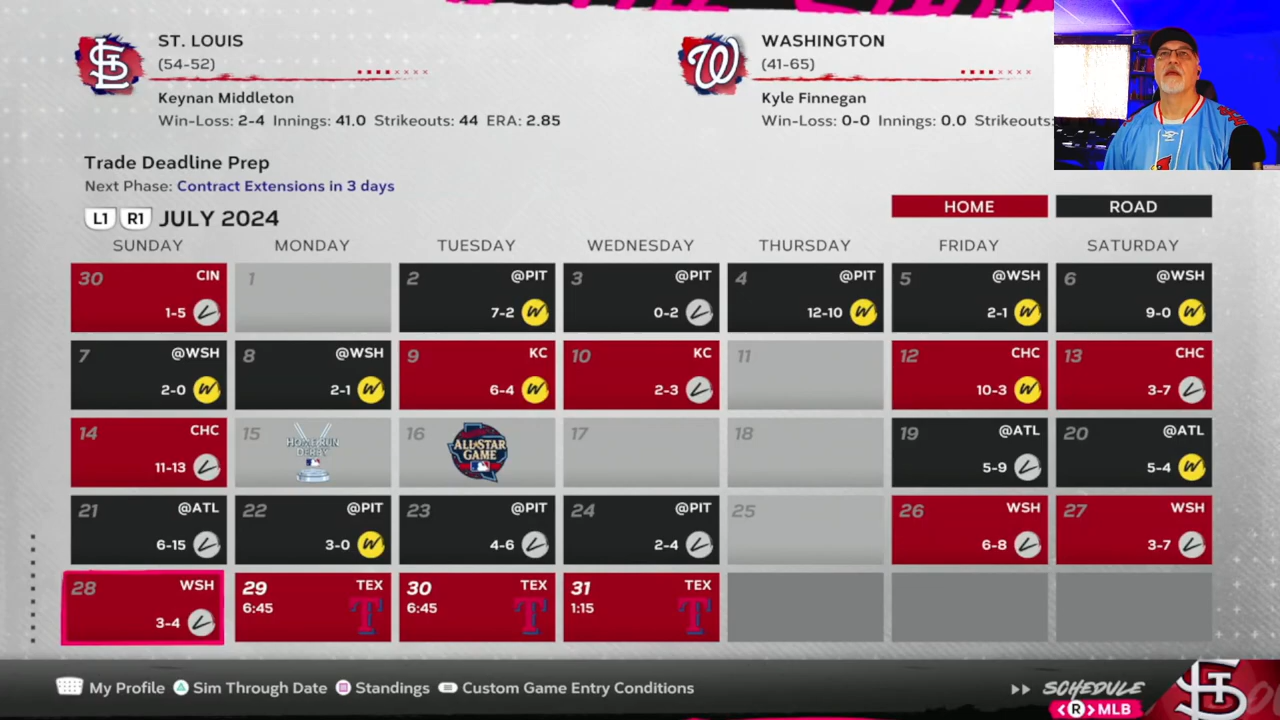 ST. LOUIS
(54-52)
Keynan Middleton
Win-Loss: 2-4 Innings: 41.0 Strikeouts: 44 ERA: 2.85
WASHINGTON
(41-65)
Kyle Finnegan
Win-Loss: 0-0 Innings: 0.0 Strikeouts:
Trade Deadline Prep
Next Phase: Contract Extensions in 3 days
L1 R1 JULY 2024
HOME ROAD
SUNDAY MONDAY TUESDAY WEDNESDAY THURSDAY FRIDAY SATURDAY
30 CIN 1 2 @PIT 3 @PIT 4 @PIT 5 @WSH 6 @WSH
1-5 L 7-2 W 0-2 L 12-10 W 2-1 W 9-0 W
7 @WSH 8 @WSH 9 KC 10 KC 11 12 CHC 13 CHC
2-0 W 2-1 W 6-4 W 2-3 L 10-3 W 3-7 L
14 CHC 15 HOME RUN DERBY 16 ALL-STAR GAME 17 18 19 @ATL 20 @ATL
11-13 L 5-9 L 5-4 W
21 @ATL 22 @PIT 23 @PIT 24 @PIT 25 26 WSH 27 WSH
6-15 L 3-0 W 4-6 L 2-4 L 6-8 L 3-7 L
28 WSH 29 TEX 30 TEX 31 TEX
3-4 L 6:45 T 6:45 T 1:15 T
My Profile Sim Through Date Standings Custom Game Entry Conditions
SCHEDULE
<R> MLB